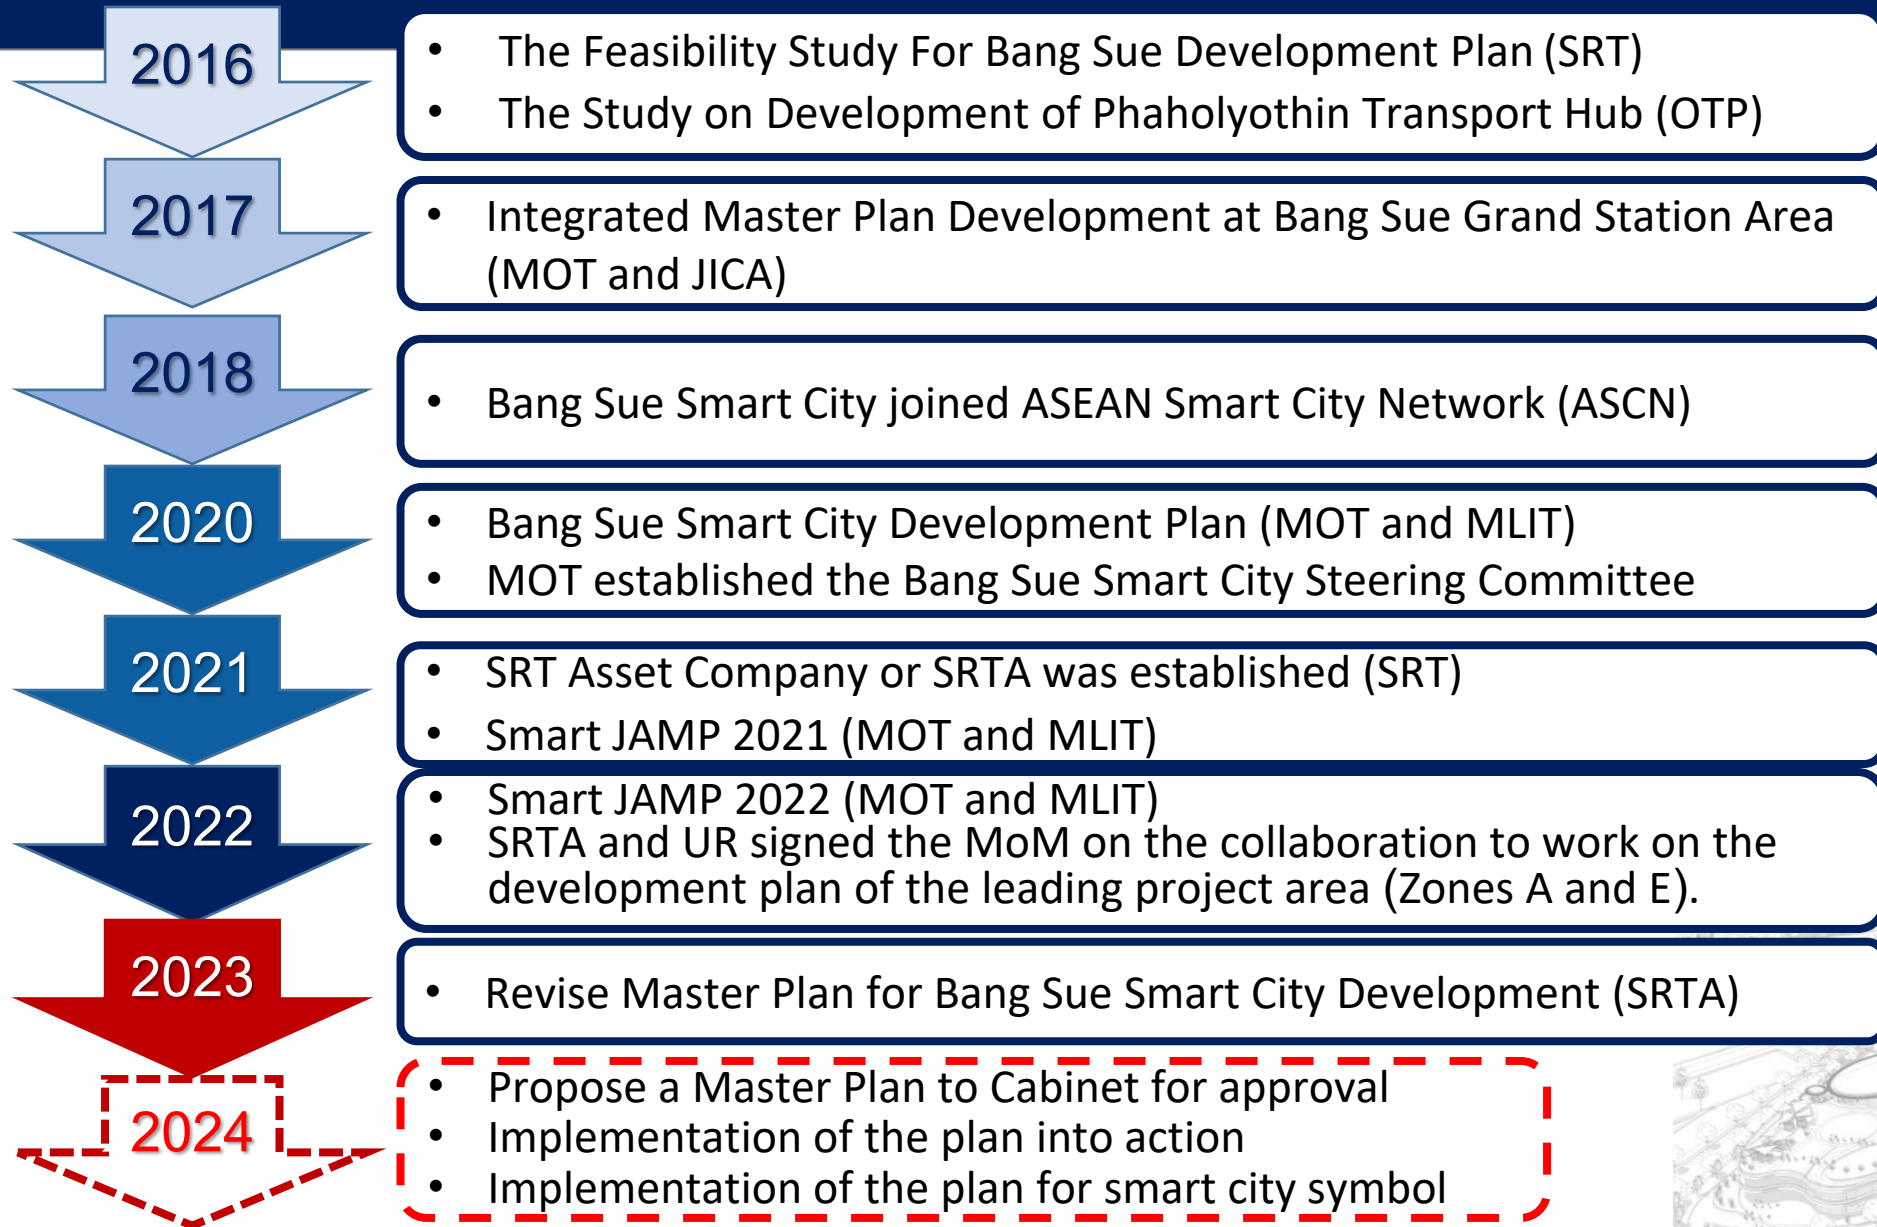 2016
• The Feasibility Study For Bang Sue Development Plan (SRT)
• The Study on Development of Phaholyothin Transport Hub (OTP)
2017
• Integrated Master Plan Development at Bang Sue Grand Station Area
(MOT and JICA)
2018
• Bang Sue Smart City joined ASEAN Smart City Network (ASCN)
2020
• Bang Sue Smart City Development Plan (MOT and MLIT)
• MOT established the Bang Sue Smart City Steering Committee
2021
• SRT Asset Company or SRTA was established (SRT)
• Smart JAMP 2021 (MOT and MLIT)
2022
• Smart JAMP 2022 (MOT and MLIT)
• SRTA and UR signed the MoM on the collaboration to work on the
development plan of the leading project area (Zones A and E).
2023
• Revise Master Plan for Bang Sue Smart City Development (SRTA)
2024
• Propose a Master Plan to Cabinet for approval
• Implementation of the plan into action
• Implementation of the plan for smart city symbol